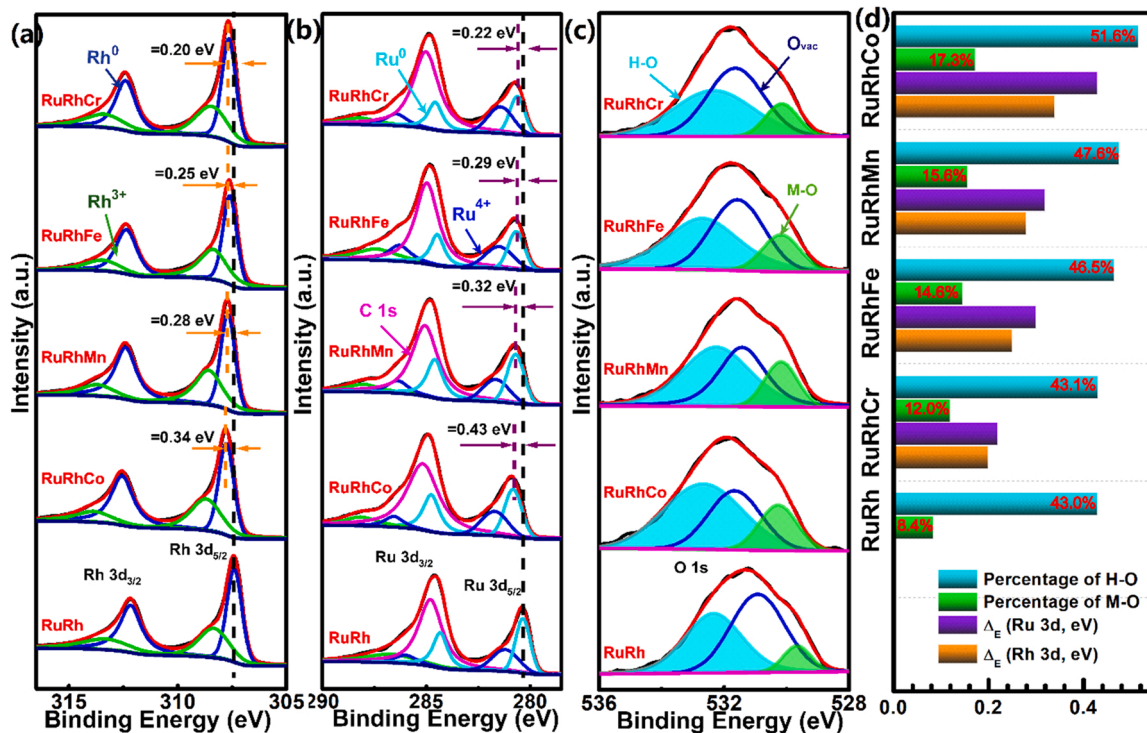 (a)
Rh0
=0.20 eV
RuRhCr
=0.25 eV
Rh3+
RuRhFe
=0.28 eV
RuRhMn
=0.34 eV
RuRhCo
Rh 3d3/2
Rh 3d5/2
RuRh
Intensity (a.u.)
315 310 305
Binding Energy (eV)
(b)
=0.22 eV
Ru0
RuRhCr
=0.29 eV
RuRhFe
Ru4+
=0.32 eV
C 1s
RuRhMn
=0.43 eV
RuRhCo
Ru 3d3/2
Ru 3d5/2
RuRh
Intensity (a.u.)
290 285 280
Binding Energy (eV)
(c)
H-O
Ovac
RuRhCr
M-O
RuRhFe
RuRhMn
RuRhCo
O 1s
RuRh
Intensity (a.u.)
536 532 528
Binding Energy (eV)
(d)
RuRhCo
51.6%
17.3%
RuRhMn
47.6%
15.6%
RuRhFe
46.5%
14.6%
RuRhCr
43.1%
12.0%
RuRh
43.0%
8.4%
Percentage of H-O
Percentage of M-O
ΔE (Ru 3d, eV)
ΔE (Rh 3d, eV)
0.0 0.2 0.4